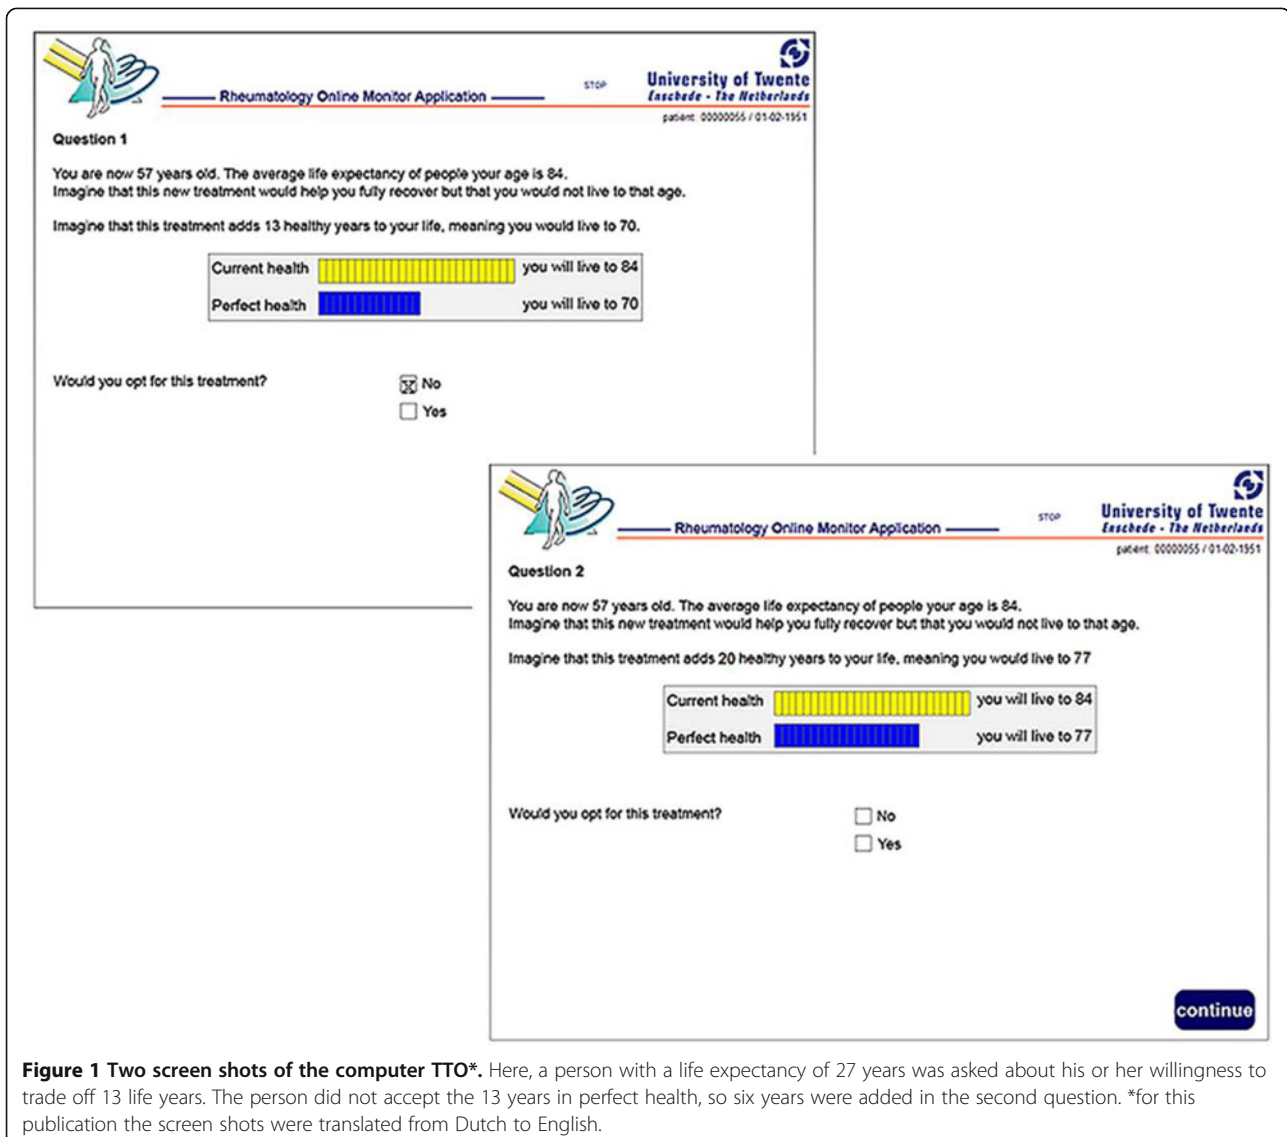 Rheumatology Online Monitor Application
STOP
University of Twente
Enschede - The Netherlands
patient: 00000055 / 01-02-1951
Question 1
You are now 57 years old. The average life expectancy of people your age is 84.
Imagine that this new treatment would help you fully recover but that you would not live to that age.
Imagine that this treatment adds 13 healthy years to your life, meaning you would live to 70.
Current health you will live to 84
Perfect health you will live to 70
Would you opt for this treatment? No
Yes
Rheumatology Online Monitor Application
STOP
University of Twente
Enschede - The Netherlands
patient: 00000055 / 01-02-1951
Question 2
You are now 57 years old. The average life expectancy of people your age is 84.
Imagine that this new treatment would help you fully recover but that you would not live to that age.
Imagine that this treatment adds 20 healthy years to your life, meaning you would live to 77
Current health you will live to 84
Perfect health you will live to 77
Would you opt for this treatment? No
Yes
continue
Figure 1 Two screen shots of the computer TTO*. Here, a person with a life expectancy of 27 years was asked about his or her willingness to
trade off 13 life years. The person did not accept the 13 years in perfect health, so six years were added in the second question. *for this
publication the screen shots were translated from Dutch to English.